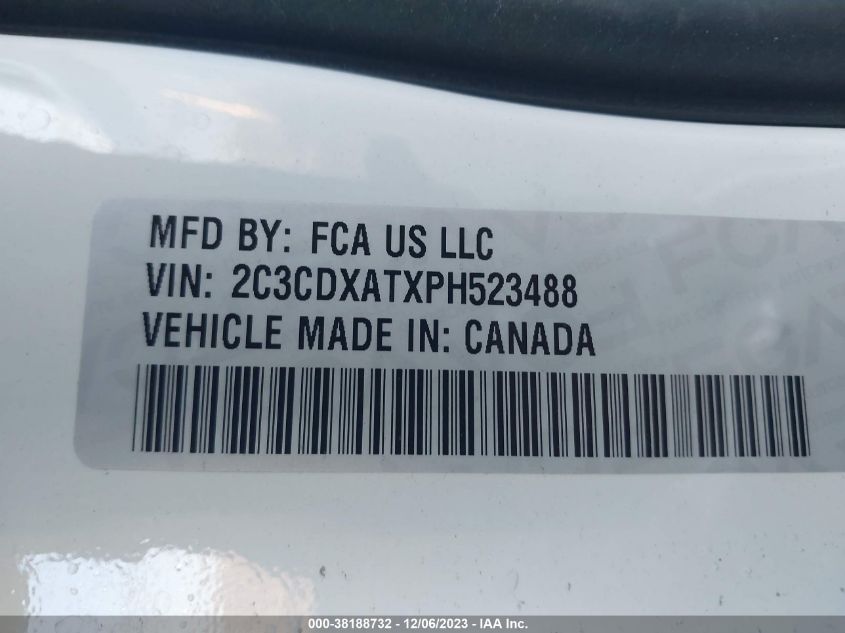 MFD BY: FCA US LLC
VIN: 2C3CDXATXPH523488
VEHICLE MADE IN: CANADA
000-38188732 - 12/06/2023 - IAA Inc.